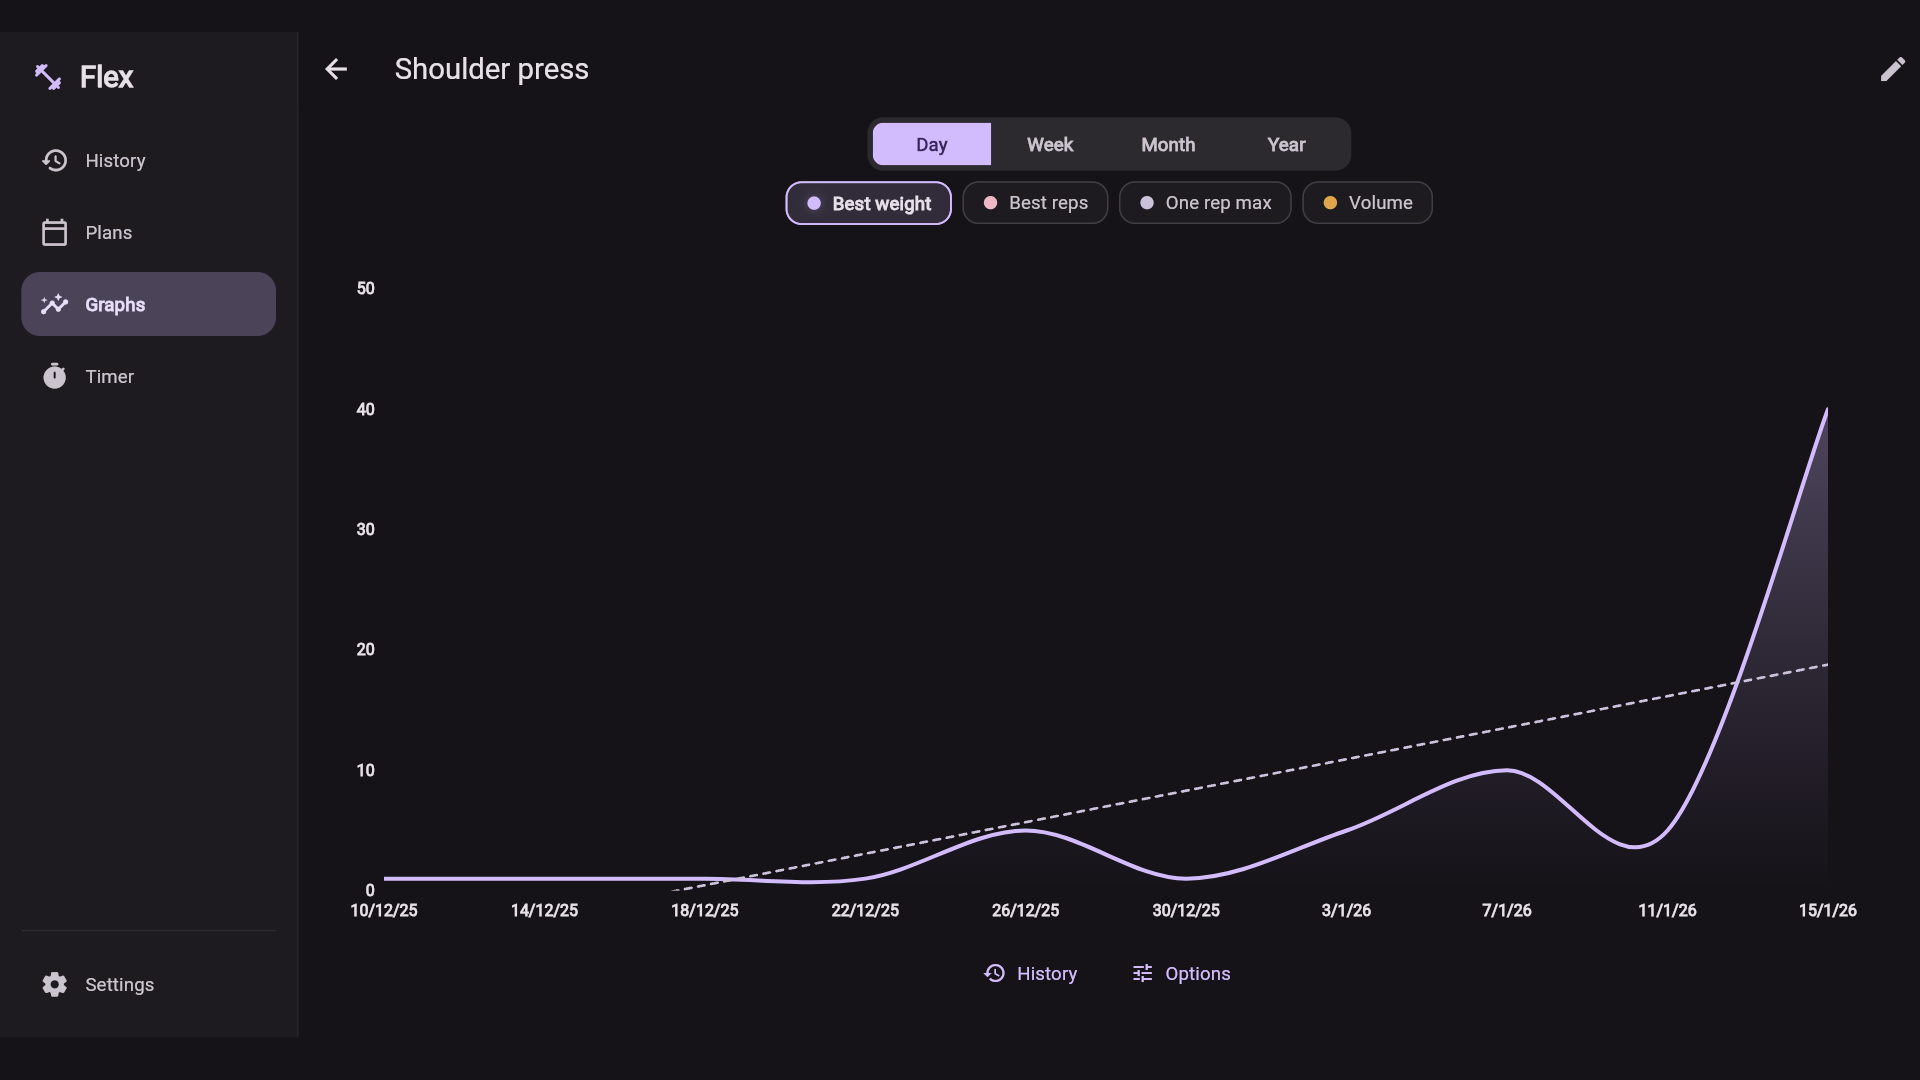 Flex
History
Plans
Graphs
Timer
Settings
Shoulder press
Day Week Month Year
Best weight Best reps One rep max Volume
50
40
30
20
10
0
10/12/25 14/12/25 18/12/25 22/12/25 26/12/25 30/12/25 3/1/26 7/1/26 11/1/26 15/1/26
History Options